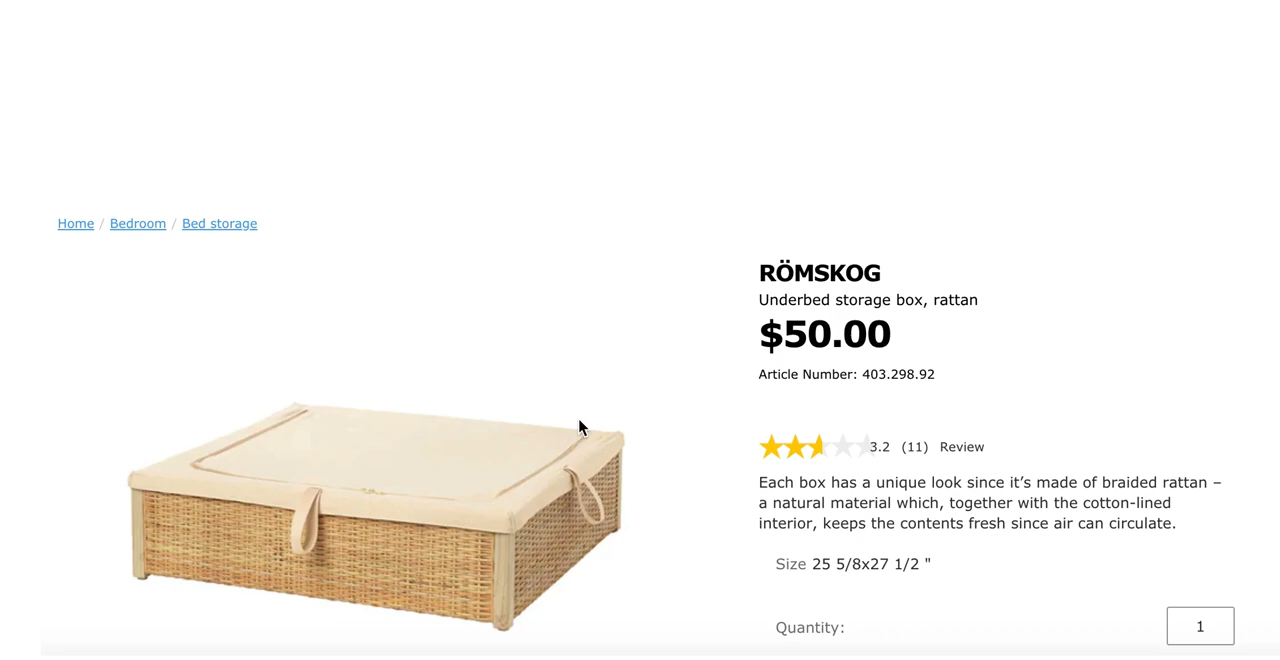 Home / Bedroom / Bed storage
RÖMSKOG
Underbed storage box, rattan
$50.00
Article Number: 403.298.92
3.2 (11) Review
Each box has a unique look since it’s made of braided rattan –
a natural material which, together with the cotton-lined
interior, keeps the contents fresh since air can circulate.
Size 25 5/8x27 1/2 "
Quantity: 1